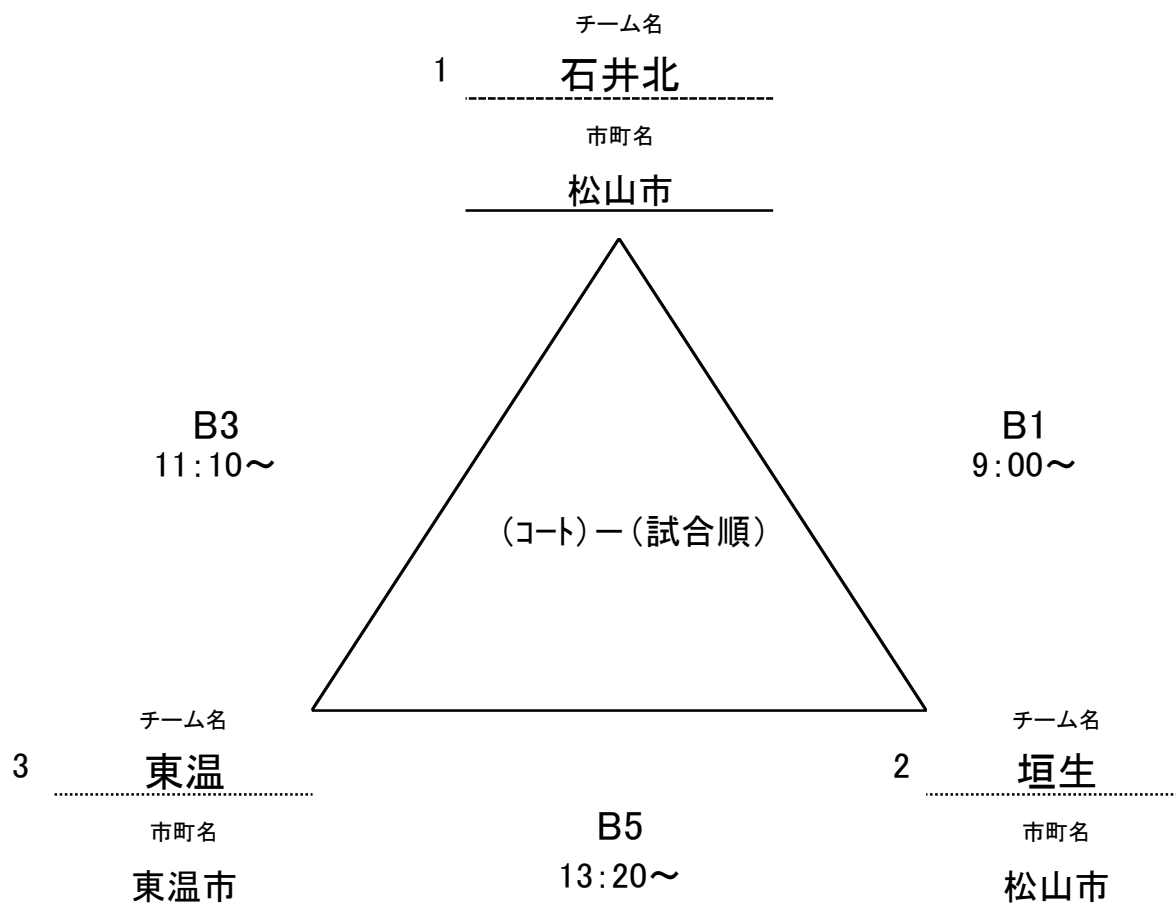 チーム名
1 石井北
市町名
松山市
B3
11:10～
B1
9:00～
(コート)－(試合順)
チーム名
3 東温
市町名
東温市
B5
13:20～
チーム名
2 垣生
市町名
松山市